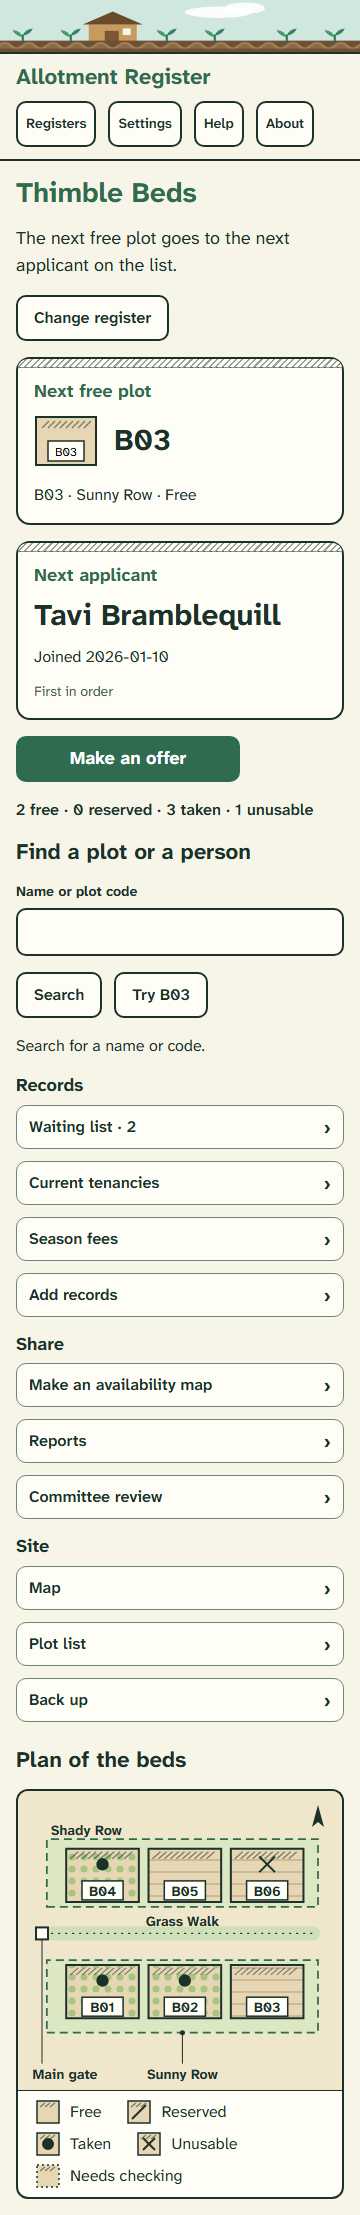 Allotment Register
Registers
Settings
Help
About
Thimble Beds
The next free plot goes to the next
applicant on the list.
Change register
Next free plot
B03
B03
B03 · Sunny Row · Free
Next applicant
Tavi Bramblequill
Joined 2026-01-10
First in order
Make an offer
2 free · 0 reserved · 3 taken · 1 unusable
Find a plot or a person
Name or plot code
Search
Try B03
Search for a name or code.
Records
Waiting list · 2
Current tenancies
Season fees
Add records
Share
Make an availability map
Reports
Committee review
Site
Map
Plot list
Back up
Plan of the beds
Shady Row
B04
B05
B06
Grass Walk
B01
B02
B03
Main gate
Sunny Row
Free
Reserved
Taken
Unusable
Needs checking